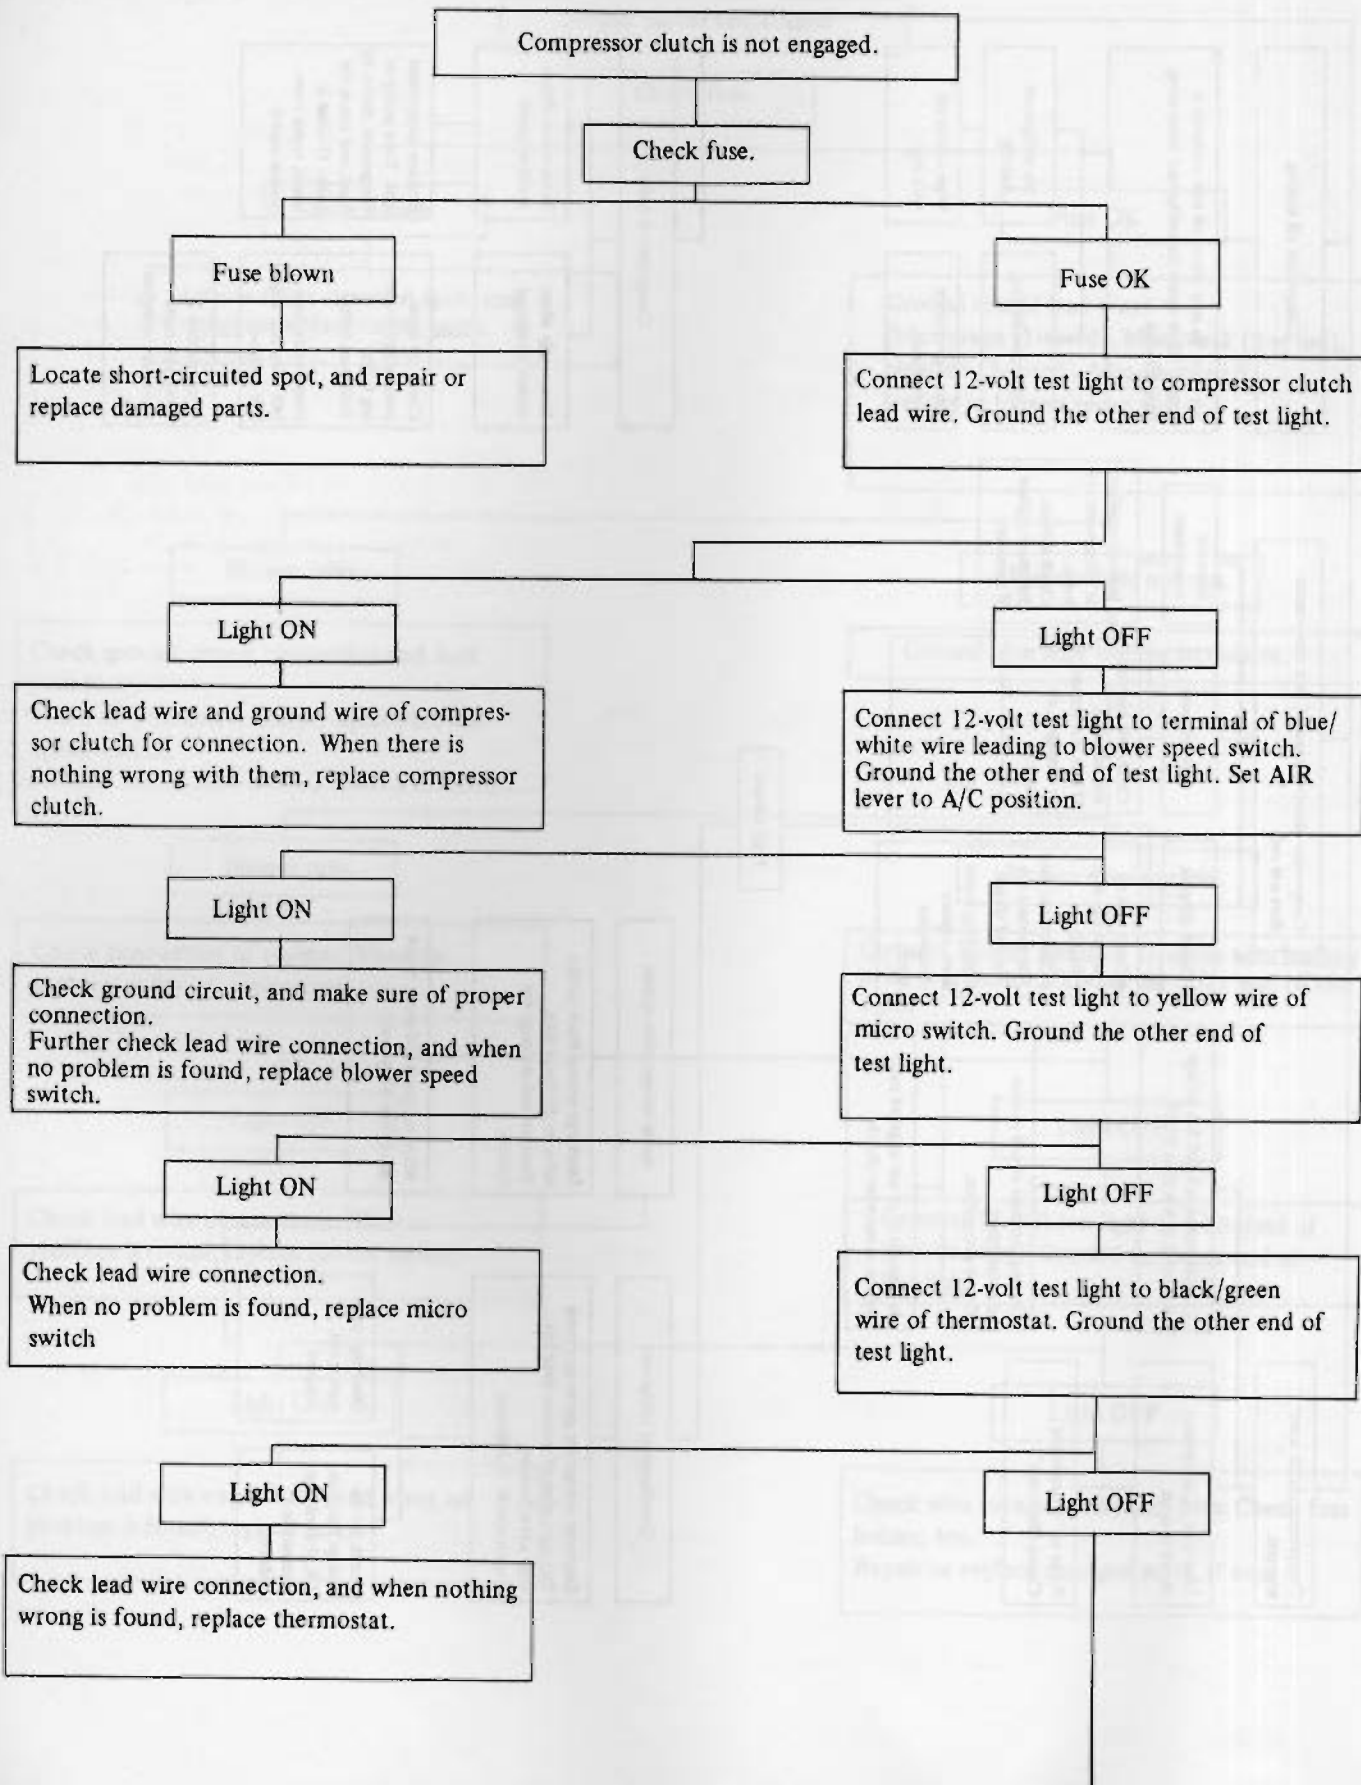 Compressor clutch is not engaged.
Check fuse.
Fuse blown
Fuse OK
Locate short-circuited spot, and repair or
replace damaged parts.
Connect 12-volt test light to compressor clutch
lead wire. Ground the other end of test light.
Light ON
Light OFF
Check lead wire and ground wire of compres-
sor clutch for connection. When there is
nothing wrong with them, replace compressor
clutch.
Connect 12-volt test light to terminal of blue/
white wire leading to blower speed switch.
Ground the other end of test light. Set AIR
lever to A/C position.
Light ON
Light OFF
Check ground circuit, and make sure of proper
connection.
Further check lead wire connection, and when
no problem is found, replace blower speed
switch.
Connect 12-volt test light to yellow wire of
micro switch. Ground the other end of
test light.
Light ON
Light OFF
Check lead wire connection.
When no problem is found, replace micro
switch
Connect 12-volt test light to black/green
wire of thermostat. Ground the other end of
test light.
Light ON
Light OFF
Check lead wire connection, and when nothing
wrong is found, replace thermostat.